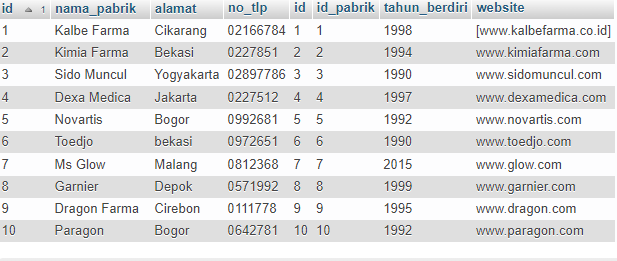 id 1 nama_pabrik alamat no_tlp id id_pabrik tahun_berdiri website
1 Kalbe Farma Cikarang 02166784 1 1 1998 [www.kalbefarma.co.id]
2 Kimia Farma Bekasi 0227851 2 2 1994 www.kimiafarma.com
3 Sido Muncul Yogyakarta 02897786 3 3 1990 www.sidomuncul.com
4 Dexa Medica Jakarta 0227512 4 4 1997 www.dexamedica.com
5 Novartis Bogor 0992681 5 5 1992 www.novartis.com
6 Toedjo bekasi 0972651 6 6 1990 www.toedjo.com
7 Ms Glow Malang 0812368 7 7 2015 www.glow.com
8 Garnier Depok 0571992 8 8 1999 www.garnier.com
9 Dragon Farma Cirebon 0111778 9 9 1995 www.dragon.com
10 Paragon Bogor 0642781 10 10 1992 www.paragon.com